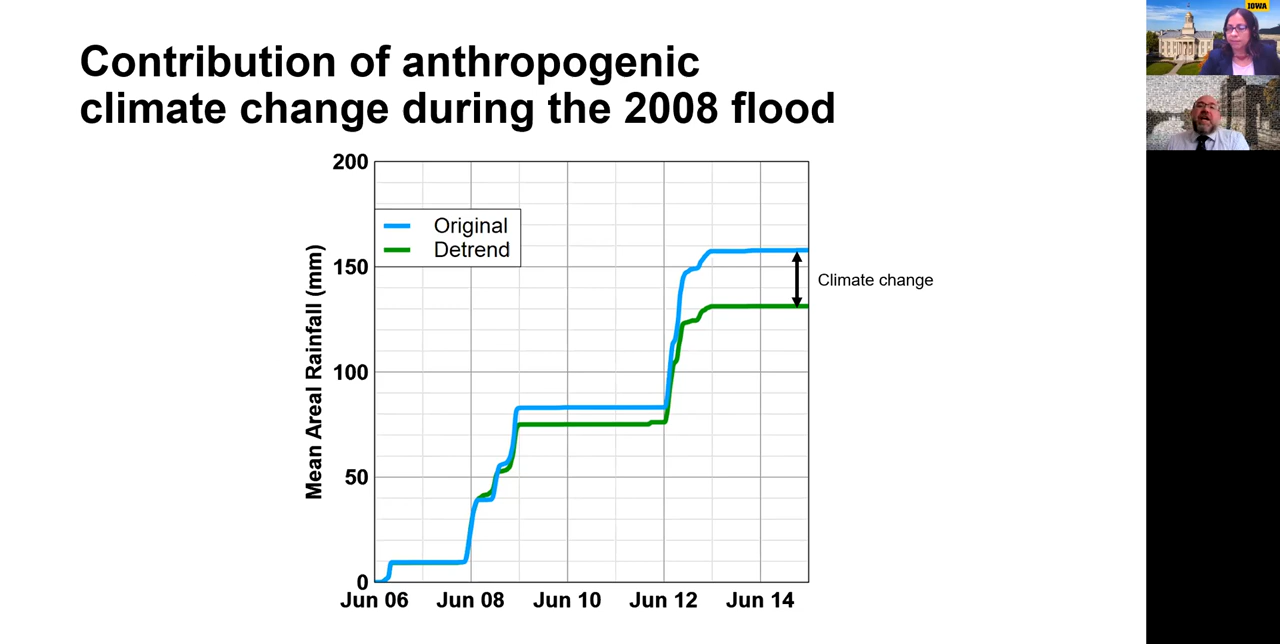 Contribution of anthropogenic
climate change during the 2008 flood
200
150
100
50
0
Mean Areal Rainfall (mm)
Original
Detrend
Climate change
Jun 06
Jun 08
Jun 10
Jun 12
Jun 14
IOWA